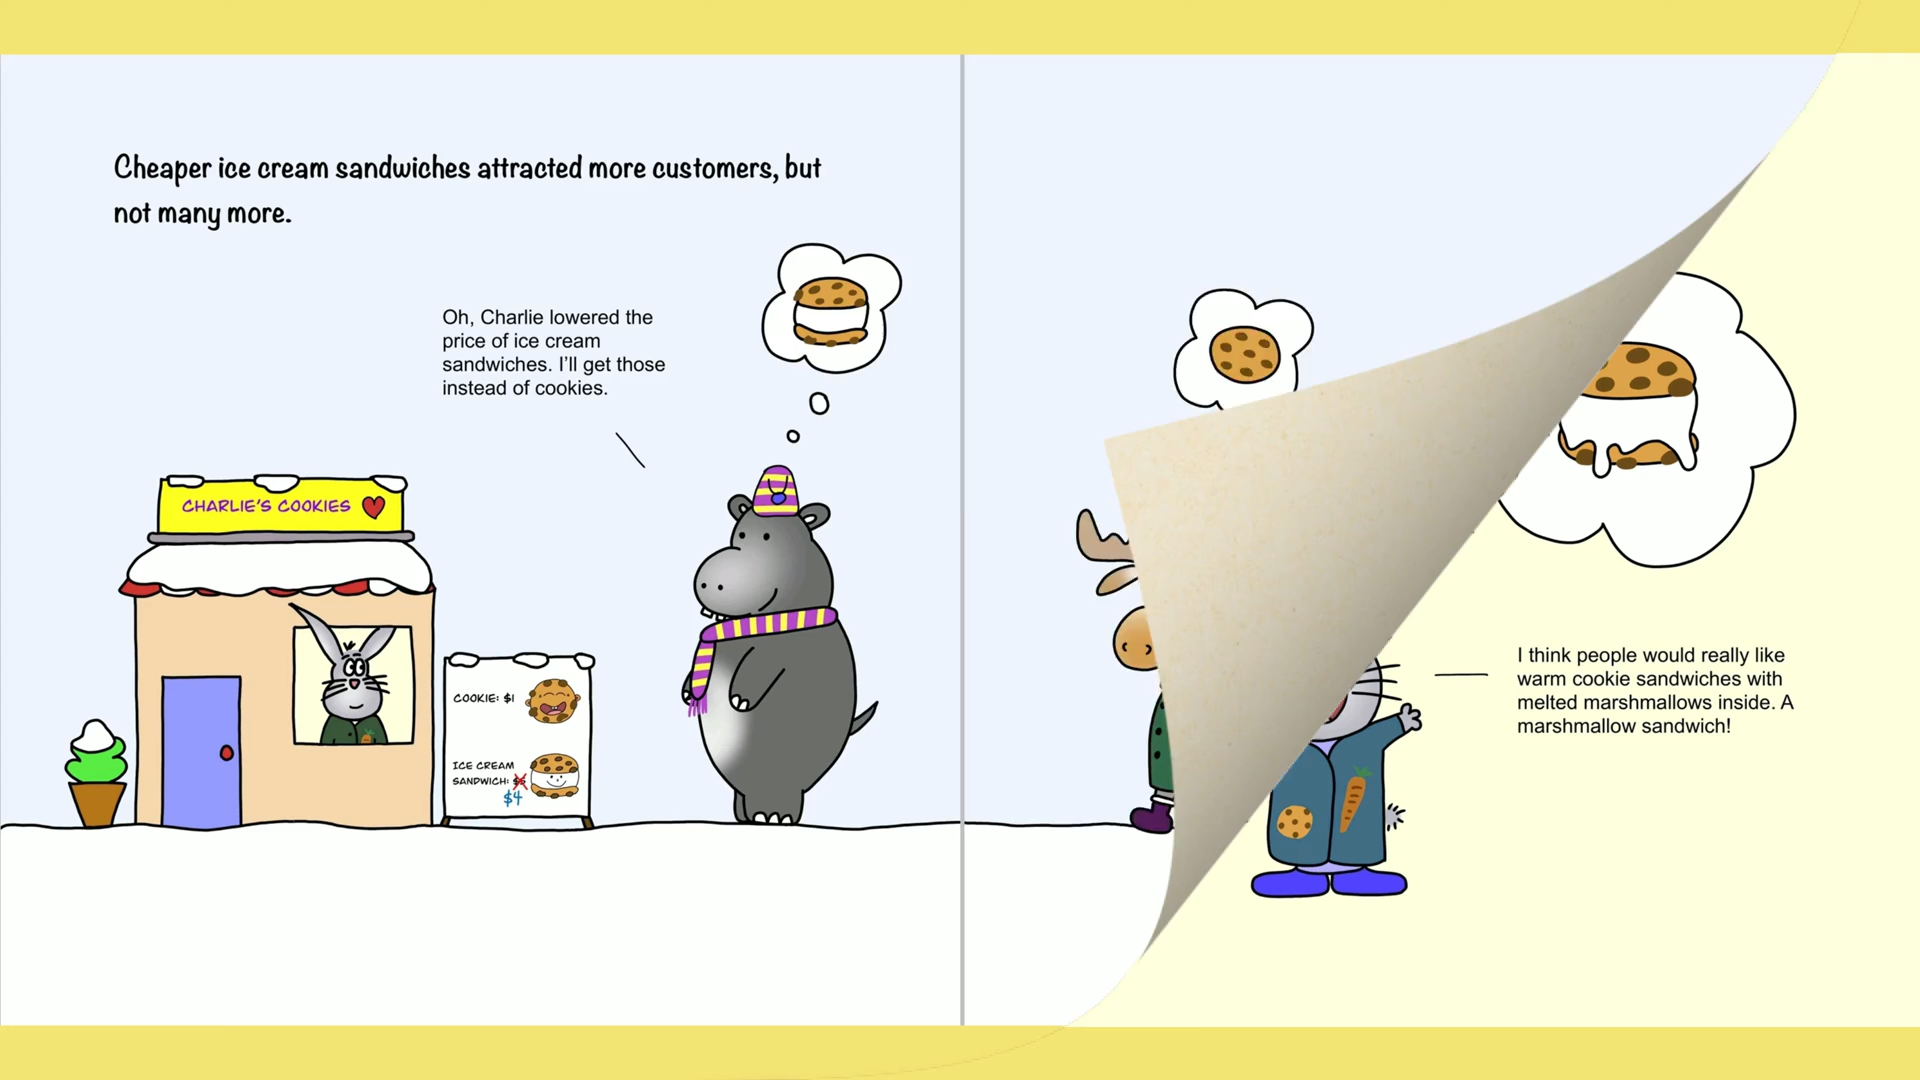 Cheaper ice cream sandwiches attracted more customers, but
not many more.
Oh, Charlie lowered the
price of ice cream
sandwiches. I'll get those
instead of cookies.
CHARLIE'S COOKIES
COOKIE: $1
ICE CREAM
SANDWICH: $5
$4
I think people would really like
warm cookie sandwiches with
melted marshmallows inside. A
marshmallow sandwich!